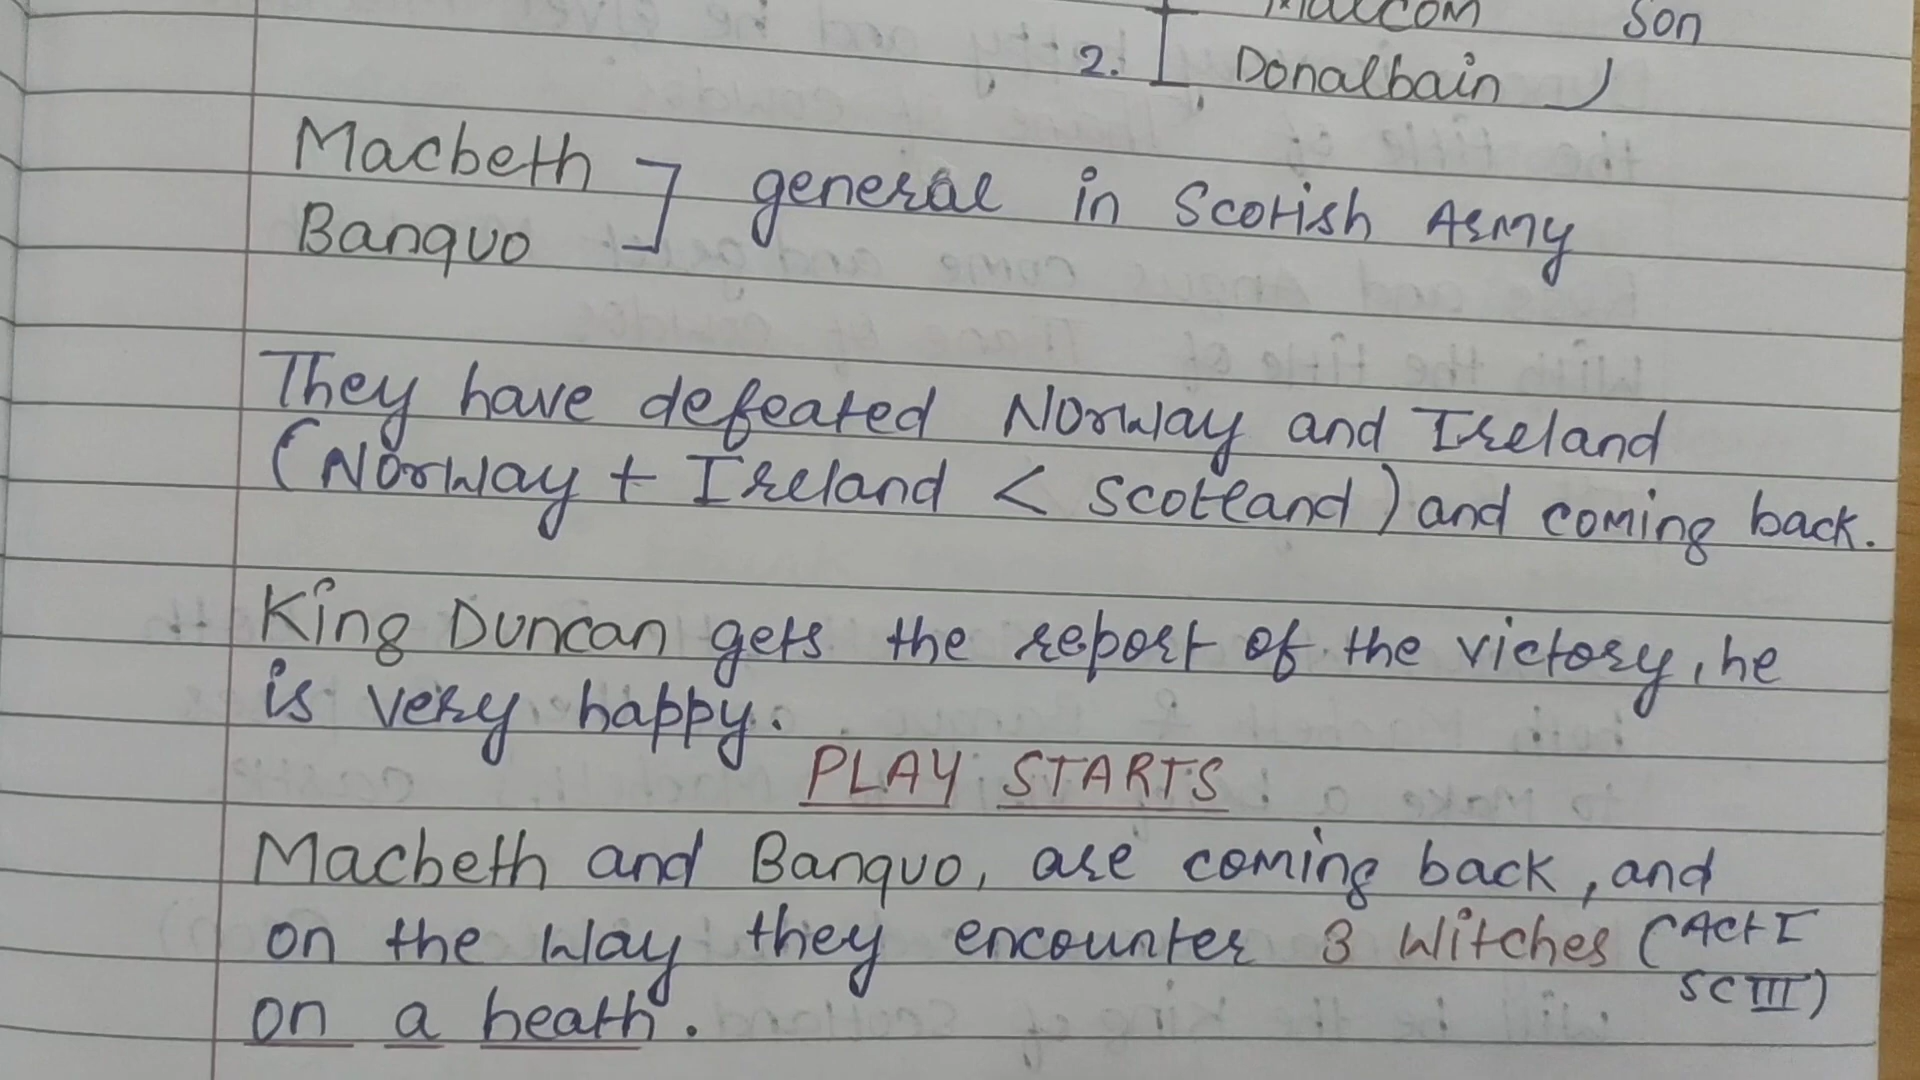 Malcom Son
2. Donalbain
Macbeth
Banquo ] general in Scottish Army
They have defeated Norway and Ireland
(Norway + Ireland < Scotland) and coming back.
King Duncan gets the report of the victory, he
is very happy.
PLAY STARTS
Macbeth and Banquo, are coming back, and
on the way they encounter 3 Witches (Act I
SC III)
on a heath.